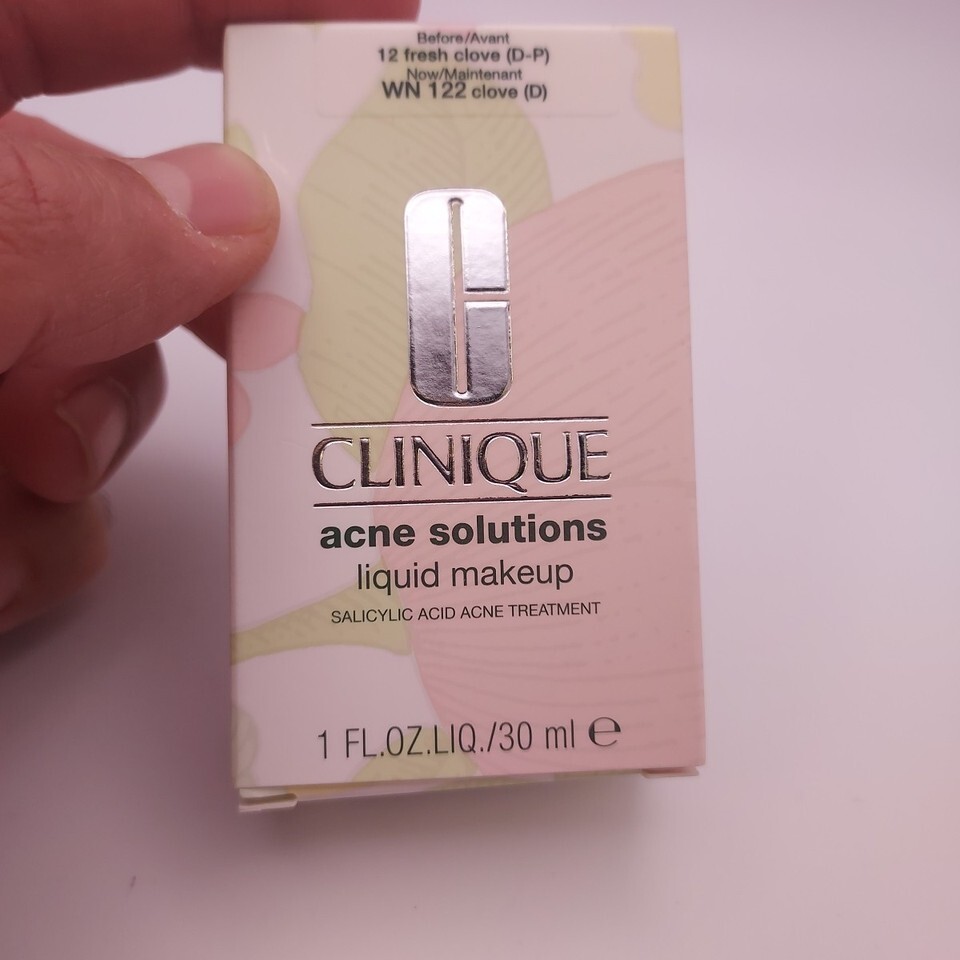 Before/Avant
12 fresh clove (D-P)
Now/Maintenant
WN 122 clove (D)
CLINIQUE
acne solutions
liquid makeup
SALICYLIC ACID ACNE TREATMENT
1 FL.OZ.LIQ./30 ml ℮